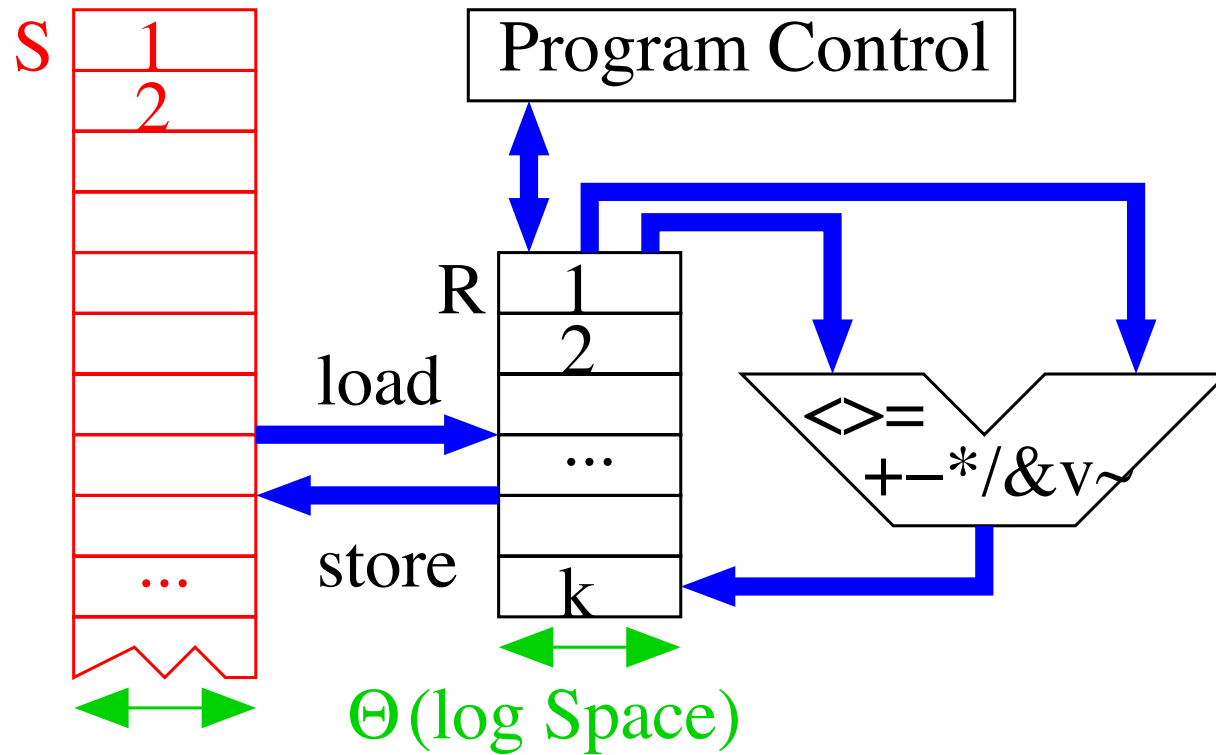 S
1
2
...
Program Control
R
1
2
...
k
load
store
<>=
+−*/&v~
Θ(log Space)